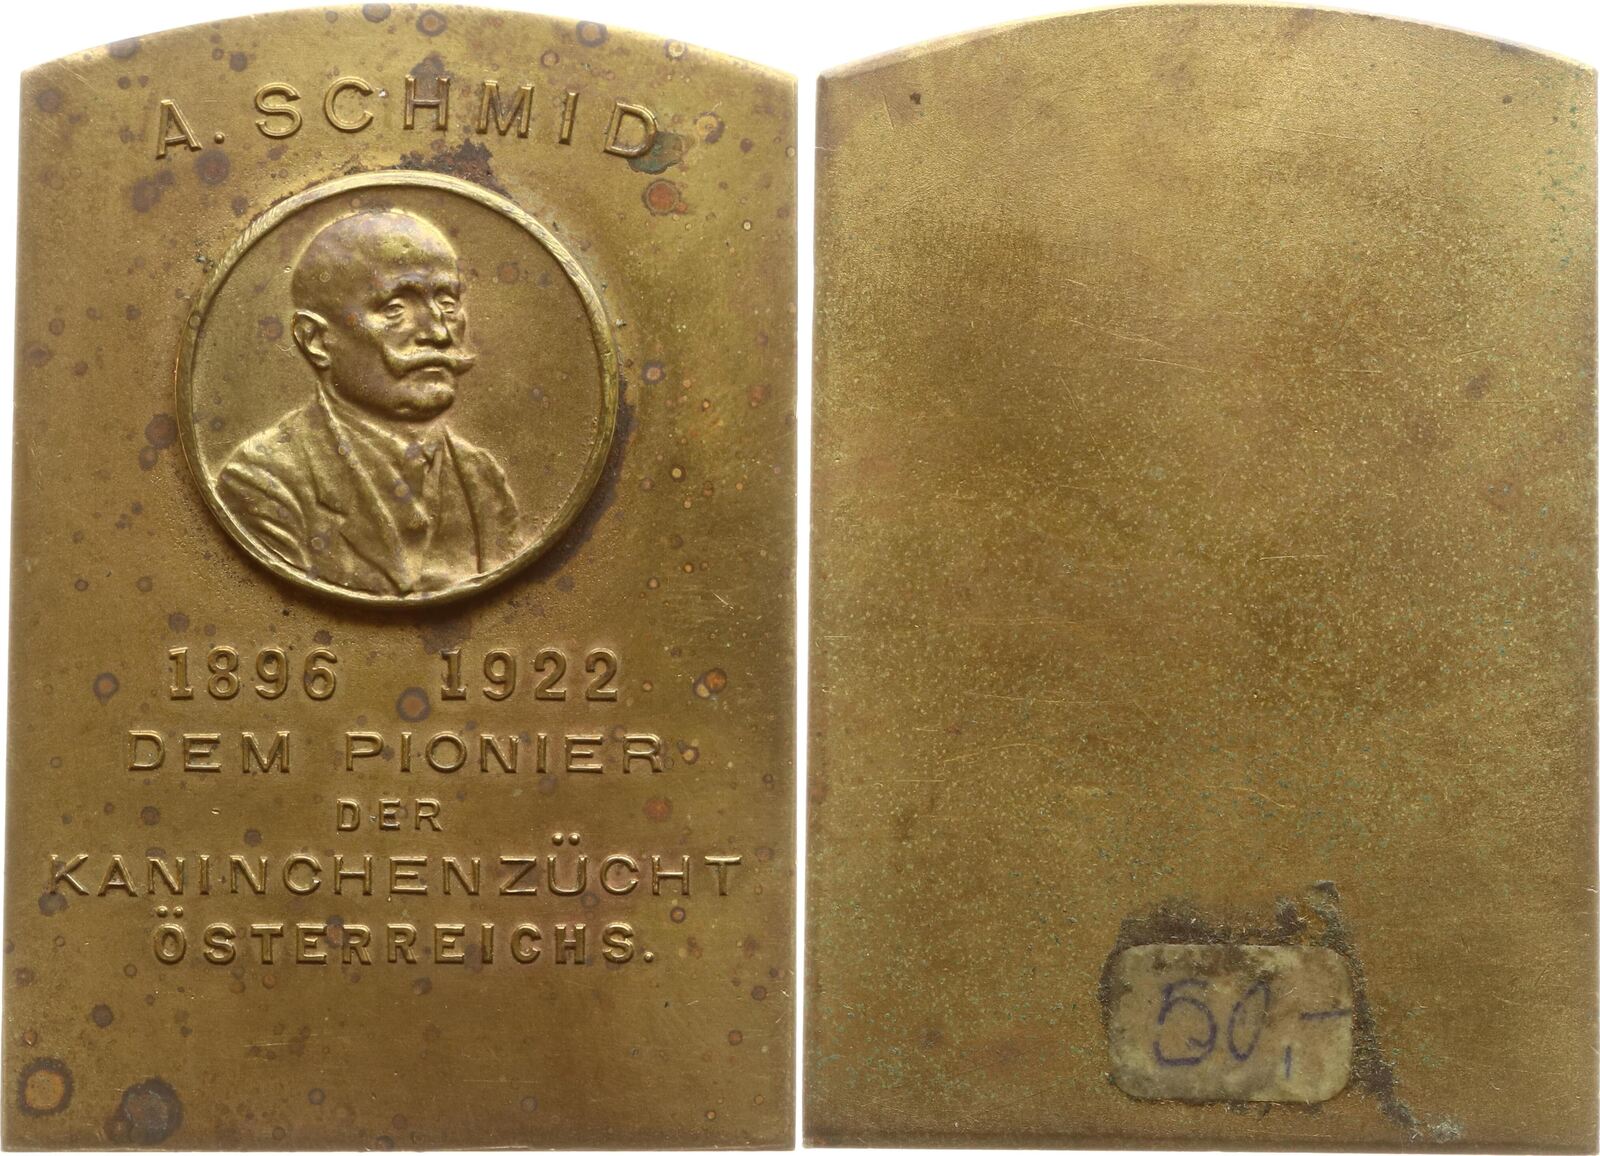 A. SCHMID
1896 1922
DEM PIONIER
DER
KANINCHENZÜCHT
ÖSTERREICHS.
50,-